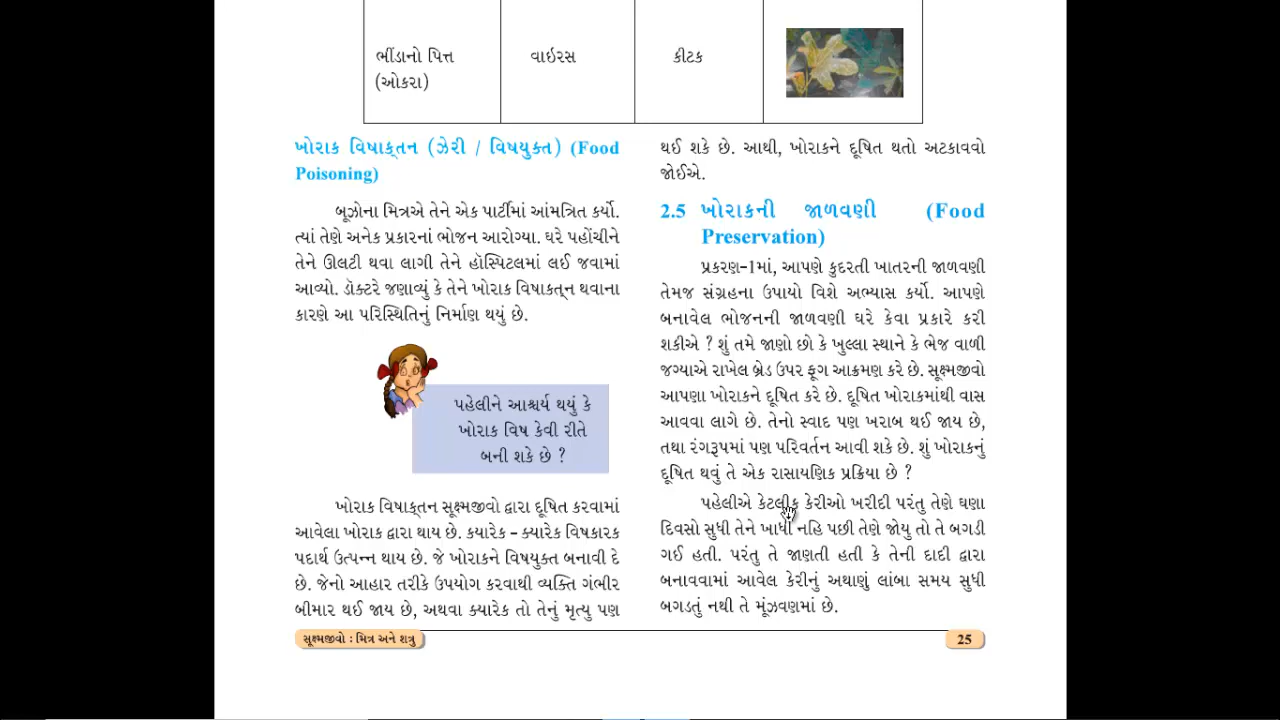 ભીંડાનો પિત્ત
(ઓકરા)
વાઇરસ
કીટક
ખોરાક વિષાક્તન (ઝેરી / વિષયુક્ત) (Food
Poisoning)
બૂઝોના મિત્રએ તેને એક પાર્ટીમાં આંમત્રિત કર્યો.
ત્યાં તેણે અનેક પ્રકારનાં ભોજન આરોગ્યા. ઘરે પહોંચીને
તેને ઊલટી થવા લાગી તેને હૉસ્પિટલમાં લઈ જવામાં
આવ્યો. ડૉક્ટરે જણાવ્યું કે તેને ખોરાક વિષાકત્ન થવાના
કારણે આ પરિસ્થિતિનું નિર્માણ થયું છે.
પહેલીને આશ્ચર્ય થયું કે
ખોરાક વિષ કેવી રીતે
બની શકે છે ?
ખોરાક વિષાક્તન સૂક્ષ્મજીવો દ્વારા દૂષિત કરવામાં
આવેલા ખોરાક દ્વારા થાય છે. કયારેક - ક્યારેક વિષકારક
પદાર્થ ઉત્પન્ન થાય છે. જે ખોરાકને વિષયુક્ત બનાવી દે
છે. જેનો આહાર તરીકે ઉપયોગ કરવાથી વ્યક્તિ ગંભીર
બીમાર થઈ જાય છે, અથવા ક્યારેક તો તેનું મૃત્યુ પણ
થઈ શકે છે. આથી, ખોરાકને દૂષિત થતો અટકાવવો
જોઈએ.
2.5 ખોરાકની જાળવણી (Food
Preservation)
પ્રકરણ-1માં, આપણે કુદરતી ખાતરની જાળવણી
તેમજ સંગ્રહના ઉપાયો વિશે અભ્યાસ કર્યો. આપણે
બનાવેલ ભોજનની જાળવણી ઘરે કેવા પ્રકારે કરી
શકીએ ? શું તમે જાણો છો કે ખુલ્લા સ્થાને કે ભેજ વાળી
જગ્યાએ રાખેલ બ્રેડ ઉપર ફૂગ આક્રમણ કરે છે. સૂક્ષ્મજીવો
આપણા ખોરાકને દૂષિત કરે છે. દૂષિત ખોરાકમાંથી વાસ
આવવા લાગે છે. તેનો સ્વાદ પણ ખરાબ થઈ જાય છે,
તથા રંગરૂપમાં પણ પરિવર્તન આવી શકે છે. શું ખોરાકનું
દૂષિત થવું તે એક રાસાયણિક પ્રક્રિયા છે ?
પહેલીએ કેટલીક કેરીઓ ખરીદી પરંતુ તેણે ઘણા
દિવસો સુધી તેને ખાધી નહિ પછી તેણે જોયુ તો તે બગડી
ગઈ હતી. પરંતુ તે જાણતી હતી કે તેની દાદી દ્વારા
બનાવવામાં આવેલ કેરીનું અથાણું લાંબા સમય સુધી
બગડતું નથી તે મૂંઝવણમાં છે.
સૂક્ષ્મજીવો : મિત્ર અને શત્રુ
25